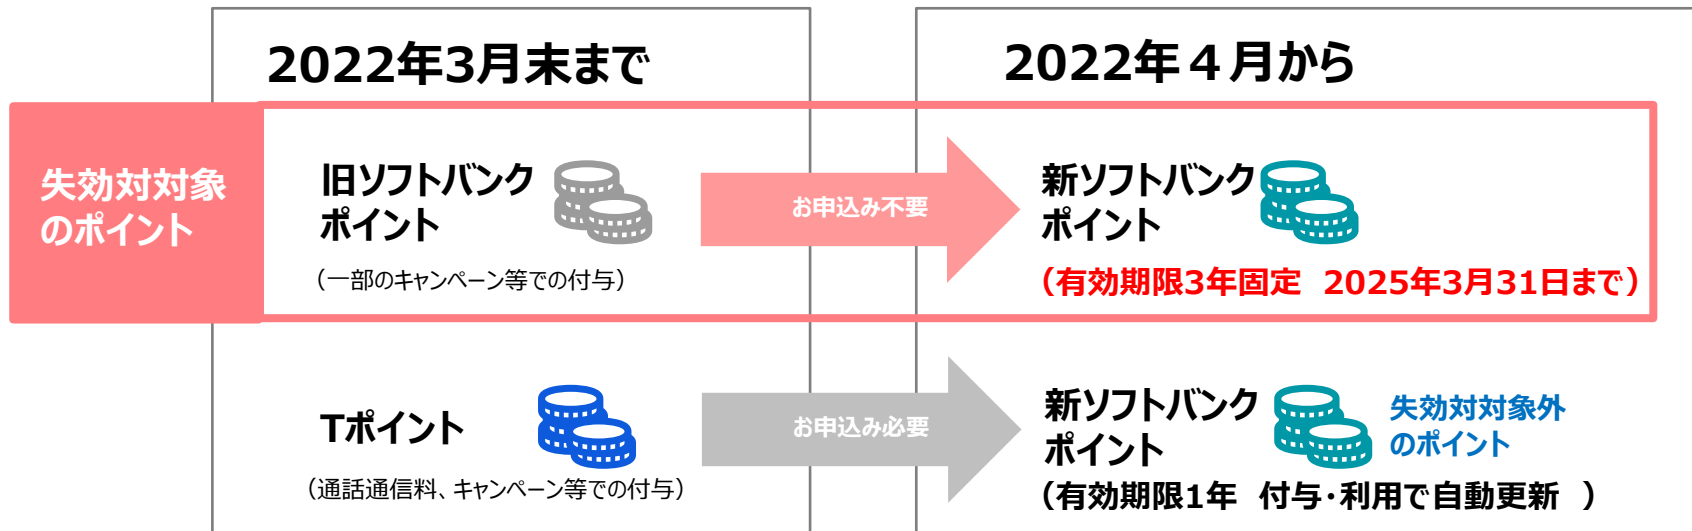 2022年3月末まで
2022年４月から
失効対対象
のポイント
旧ソフトバンク
ポイント
（一部のキャンペーン等での付与）
お申込み不要
新ソフトバンク
ポイント
（有効期限3年固定　2025年3月31日まで）
Tポイント
（通話通信料、キャンペーン等での付与）
お申込み必要
新ソフトバンク
ポイント
失効対対象外
のポイント
（有効期限1年　付与・利用で自動更新　）